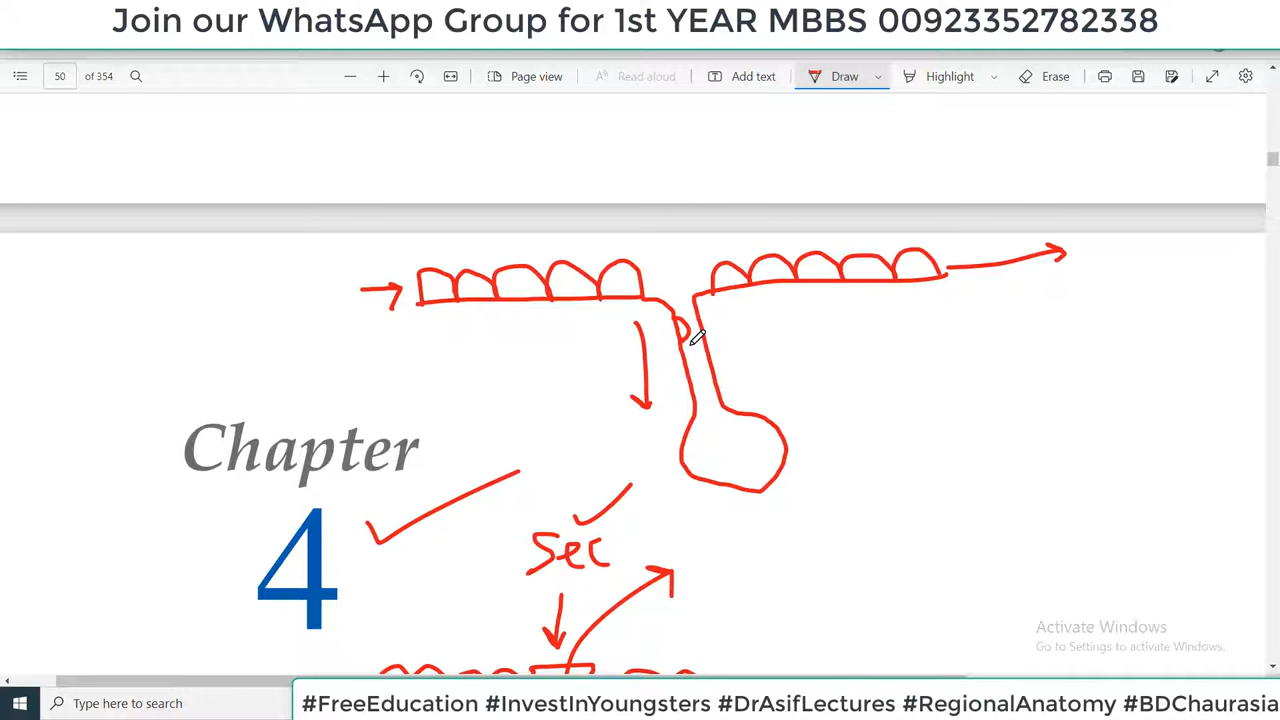 Join our WhatsApp Group for 1st YEAR MBBS 00923352782338
50 of 354 Page view Read aloud Add text Draw Highlight Erase
Chapter
4
Sec
Activate Windows
Go to Settings to activate Windows.
Type here to search
#FreeEducation #InvestInYoungsters #DrAsifLectures #RegionalAnatomy #BDChaurasia